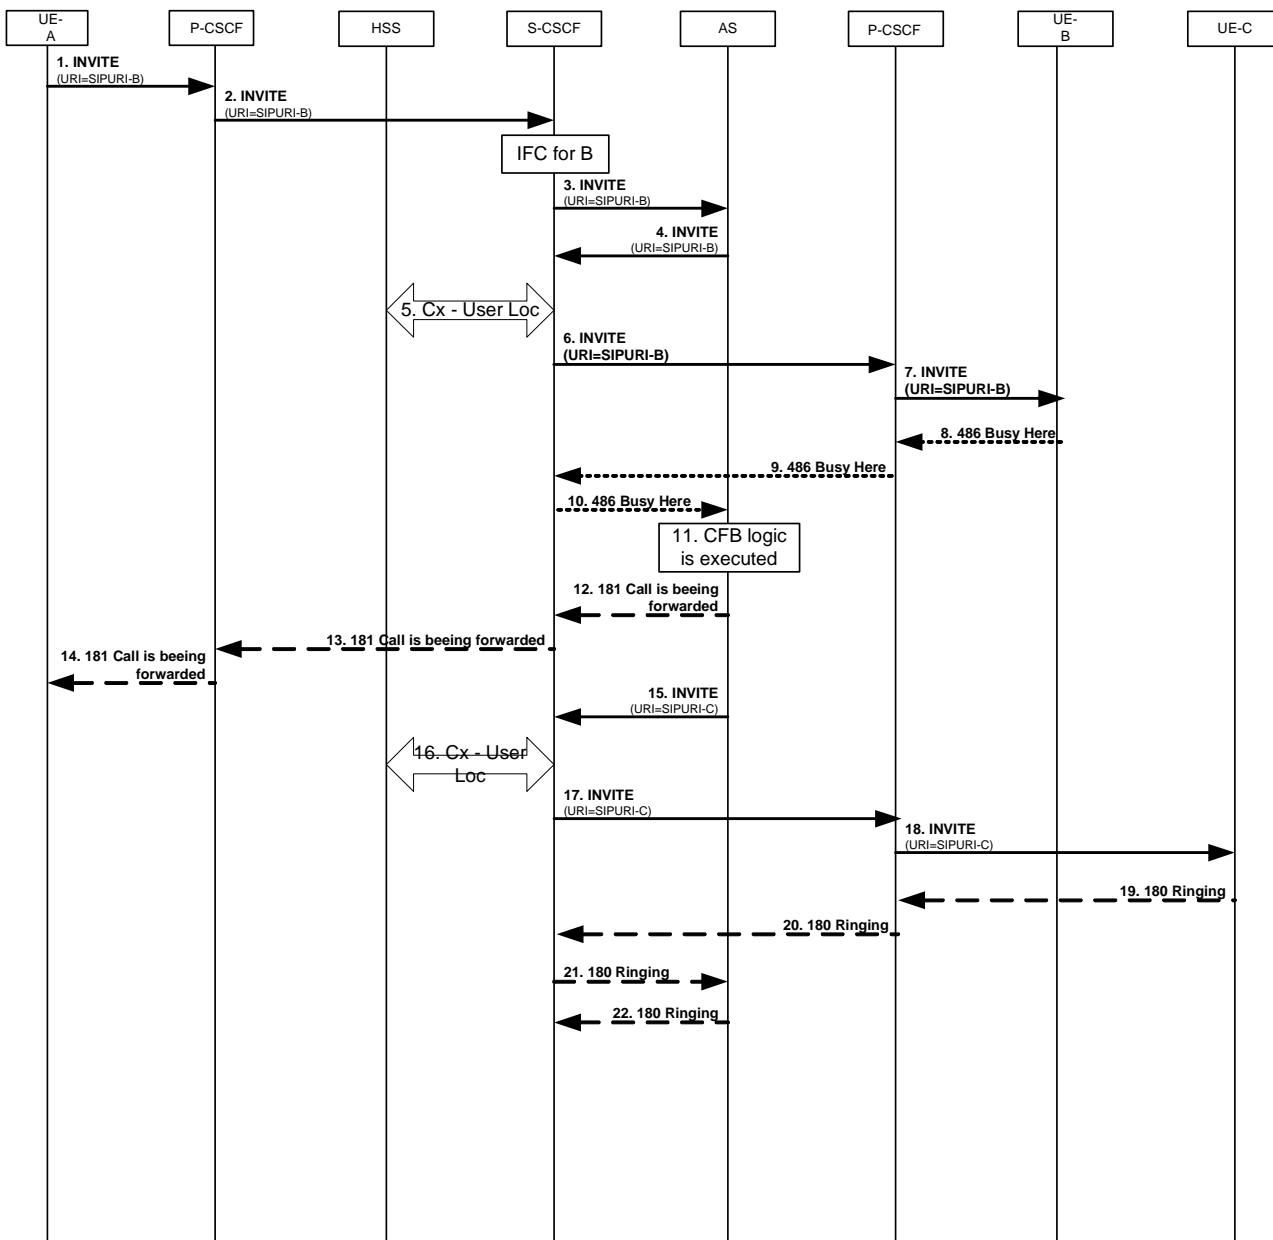 UE-
A
P-CSCF
HSS
S-CSCF
AS
P-CSCF
UE-
B
UE-C
1. INVITE
(URI=SIPURI-B)
2. INVITE
(URI=SIPURI-B)
IFC for B
3. INVITE
(URI=SIPURI-B)
4. INVITE
(URI=SIPURI-B)
5. Cx - User Loc
6. INVITE
(URI=SIPURI-B)
7. INVITE
(URI=SIPURI-B)
8. 486 Busy Here
9. 486 Busy Here
10. 486 Busy Here
11. CFB logic
is executed
12. 181 Call is beeing
forwarded
13. 181 Call is beeing forwarded
14. 181 Call is beeing
forwarded
15. INVITE
(URI=SIPURI-C)
16. Cx - User
Loc
17. INVITE
(URI=SIPURI-C)
18. INVITE
(URI=SIPURI-C)
19. 180 Ringing
20. 180 Ringing
21. 180 Ringing
22. 180 Ringing